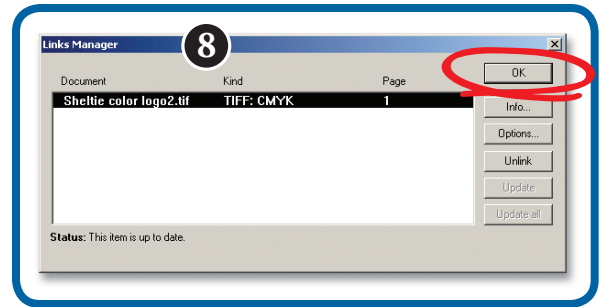 Links Manager
8
Document Kind Page
Sheltie color logo2.tif TIFF: CMYK 1
OK
Info...
Options...
Unlink
Update
Update all
Status: This item is up to date.